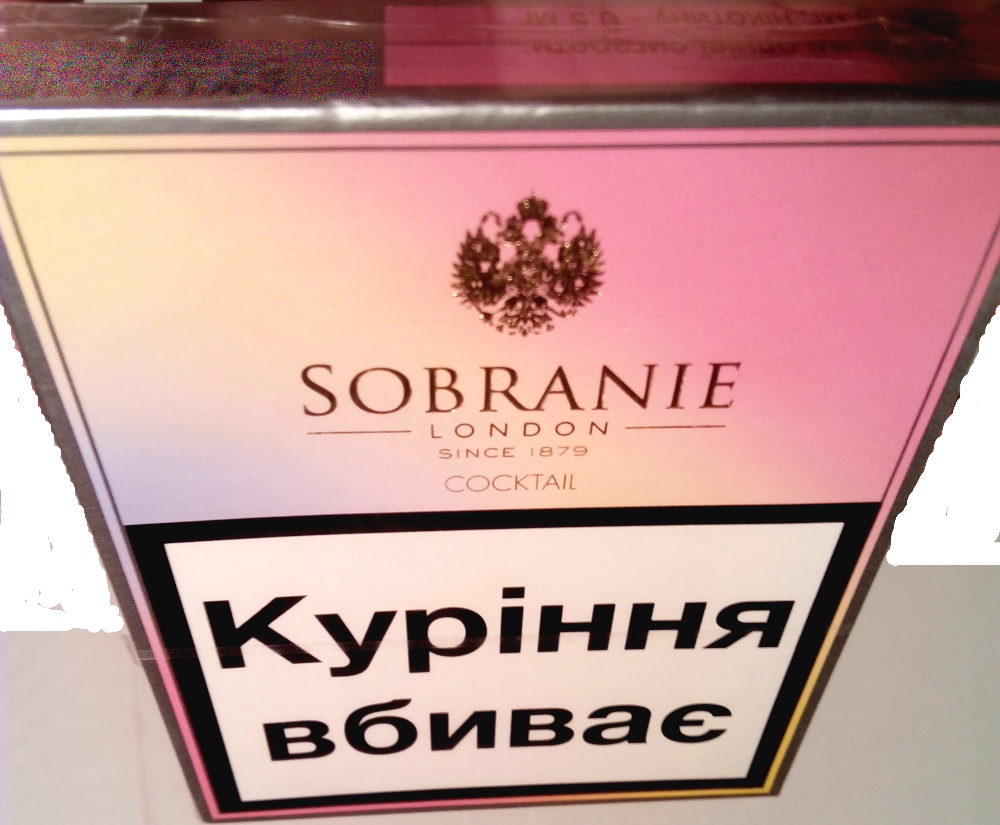 SOBRANIE
LONDON
SINCE 1879
COCKTAIL
Куріння
вбиває